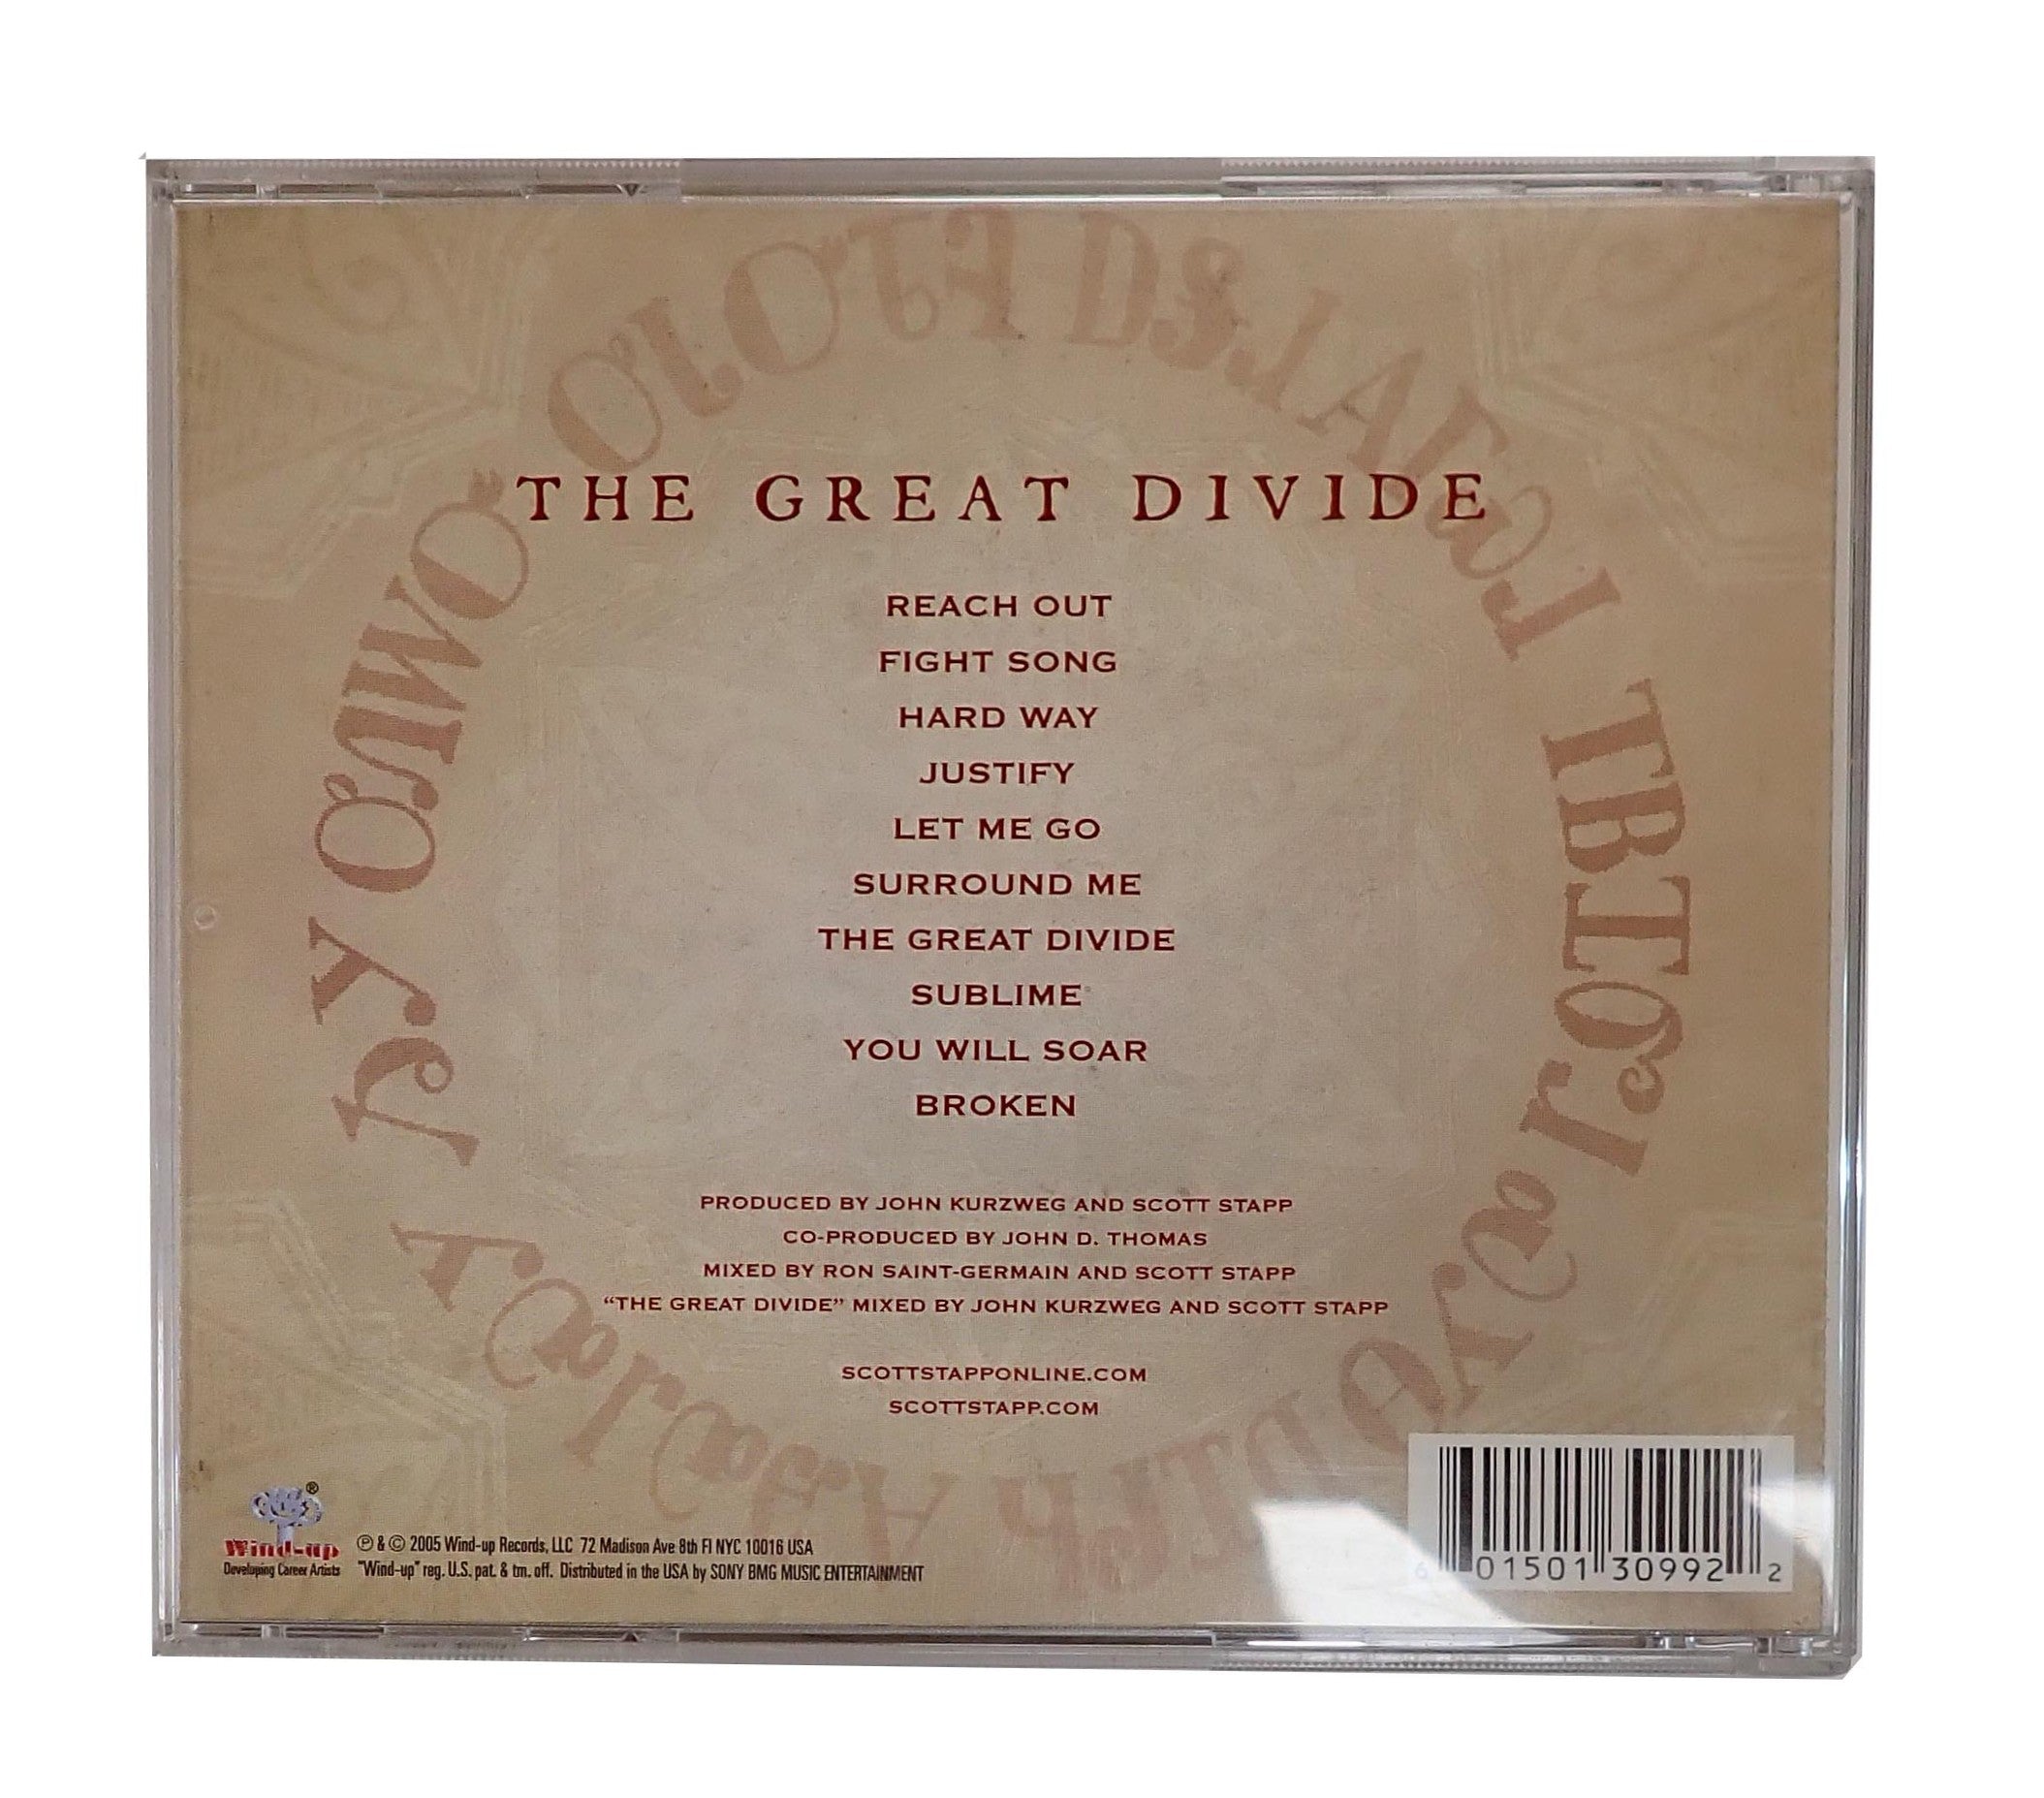 THE GREAT DIVIDE
REACH OUT
FIGHT SONG
HARD WAY
JUSTIFY
LET ME GO
SURROUND ME
THE GREAT DIVIDE
SUBLIME
YOU WILL SOAR
BROKEN
PRODUCED BY JOHN KURZWEG AND SCOTT STAPP
CO-PRODUCED BY JOHN D. THOMAS
MIXED BY RON SAINT-GERMAIN AND SCOTT STAPP
“THE GREAT DIVIDE” MIXED BY JOHN KURZWEG AND SCOTT STAPP
SCOTTSTAPPONLINE.COM
SCOTTSTAPP.COM
®
Wind-up
Developing Career Artists
℗ & © 2005 Wind-up Records, LLC 72 Madison Ave 8th Fl NYC 10016 USA
"Wind-up" reg. U.S. pat. & tm. off. Distributed in the USA by SONY BMG MUSIC ENTERTAINMENT
6 01501 30992 2